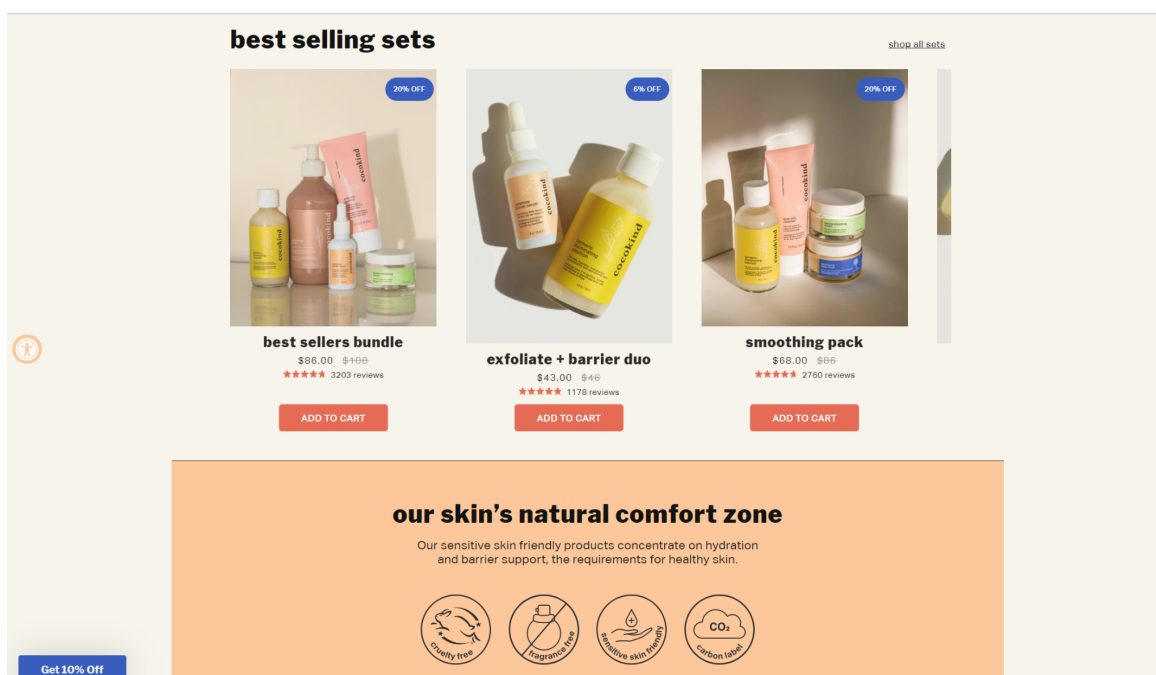 best selling sets
shop all sets
20% OFF
6% OFF
20% OFF
cocokind
cocokind
cocokind
cocokind
cocokind
best sellers bundle
$86.00 $108
3203 reviews
ADD TO CART
exfoliate + barrier duo
$43.00 $46
1178 reviews
ADD TO CART
smoothing pack
$68.00 $86
2760 reviews
ADD TO CART
our skin’s natural comfort zone
Our sensitive skin friendly products concentrate on hydration
and barrier support, the requirements for healthy skin.
cruelty free
fragrance free
sensitive skin friendly
CO₂
carbon label
Get 10% Off